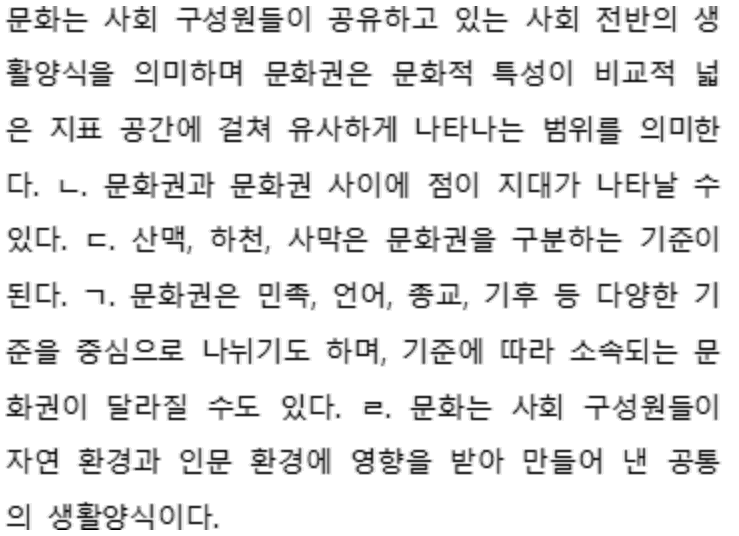 문화는 사회 구성원들이 공유하고 있는 사회 전반의 생
활양식을 의미하며 문화권은 문화적 특성이 비교적 넓
은 지표 공간에 걸쳐 유사하게 나타나는 범위를 의미한
다. ㄴ. 문화권과 문화권 사이에 점이 지대가 나타날 수
있다. ㄷ. 산맥, 하천, 사막은 문화권을 구분하는 기준이
된다. ㄱ. 문화권은 민족, 언어, 종교, 기후 등 다양한 기
준을 중심으로 나뉘기도 하며, 기준에 따라 소속되는 문
화권이 달라질 수도 있다. ㄹ. 문화는 사회 구성원들이
자연 환경과 인문 환경에 영향을 받아 만들어 낸 공통
의 생활양식이다.